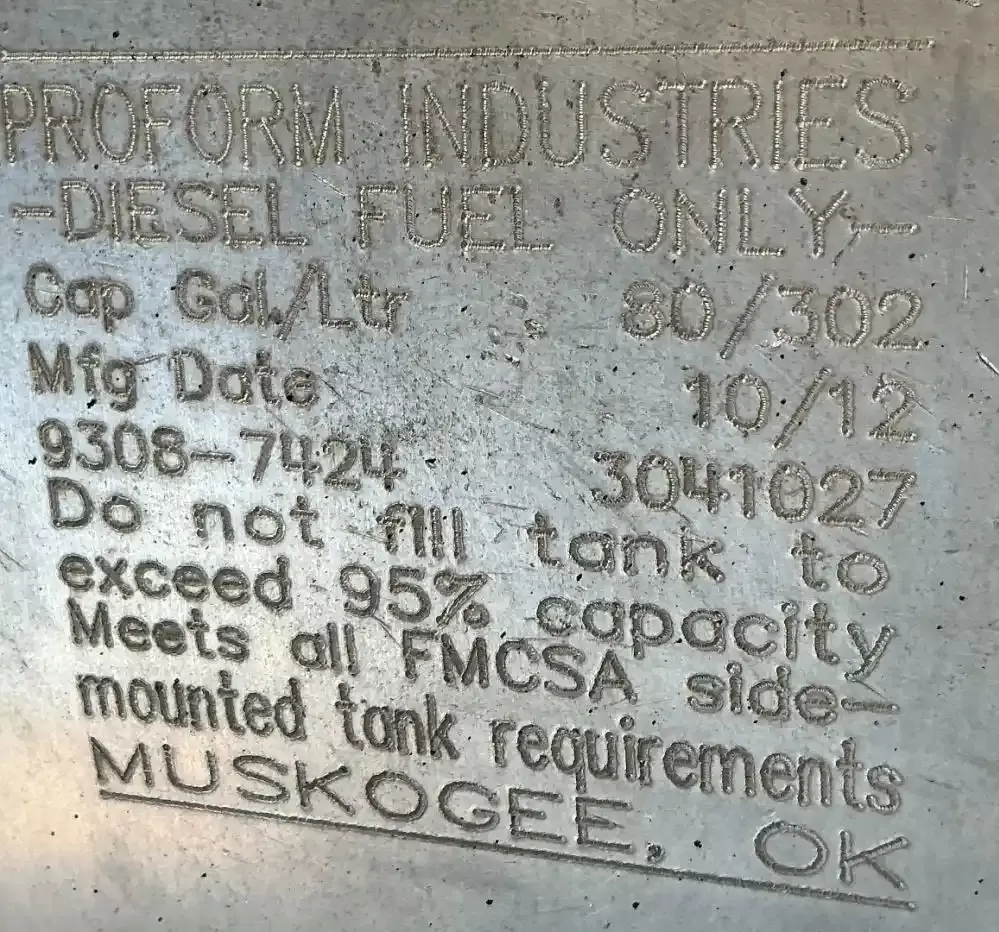 PROFORM INDUSTRIES
-DIESEL FUEL ONLY-
Cap Gal./Ltr 80/302
Mfg Date 10/12
9308-7424 3041027
Do not fill tank to
exceed 95% capacity
Meets all FMCSA side-
mounted tank requirements
MUSKOGEE, OK